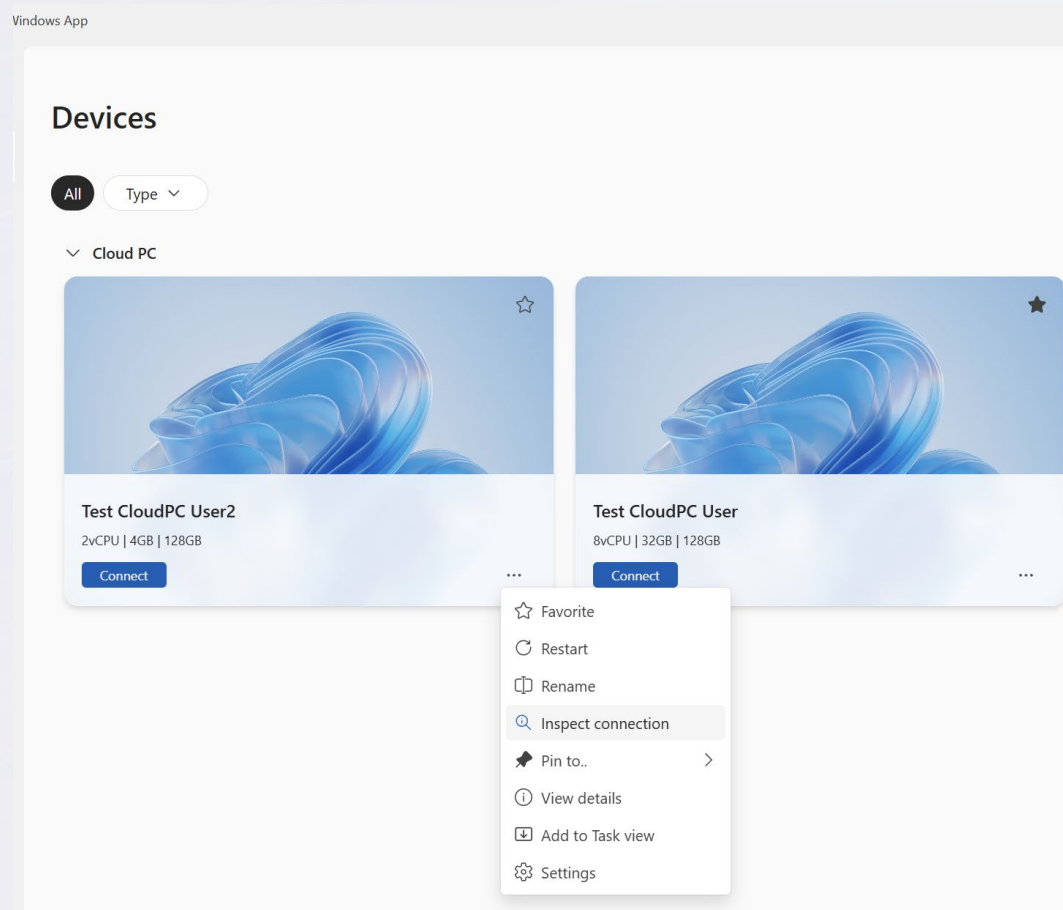 Windows App
Devices
All
Type
Cloud PC
Test CloudPC User2
2vCPU | 4GB | 128GB
Connect
...
Test CloudPC User
8vCPU | 32GB | 128GB
Connect
...
Favorite
Restart
Rename
Inspect connection
Pin to..
View details
Add to Task view
Settings